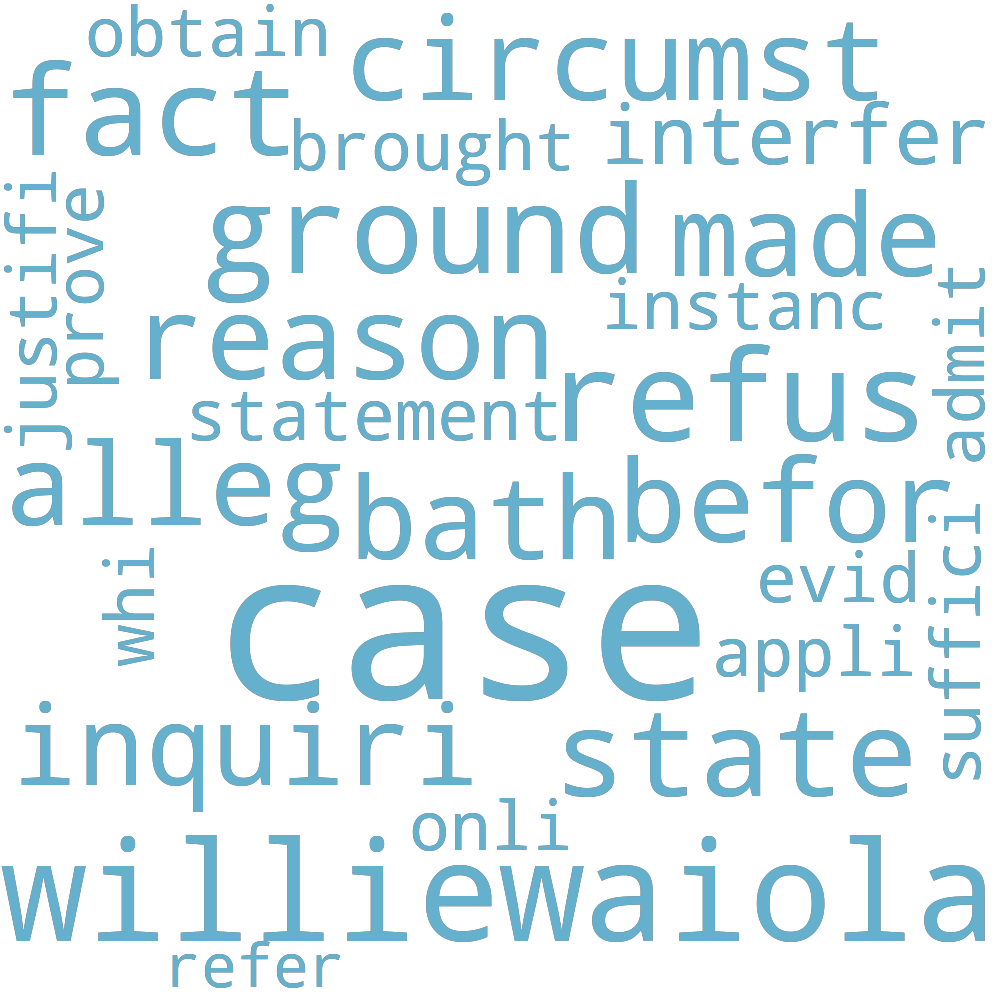 obtain
circumst
fact
brought
interfer
justifi
prove
ground
made
instanc
admit
reason
refus
statement
alleg
bath
befor
suffici
whi
case
evid
appli
inquiri
state
onli
williewaiola
refer